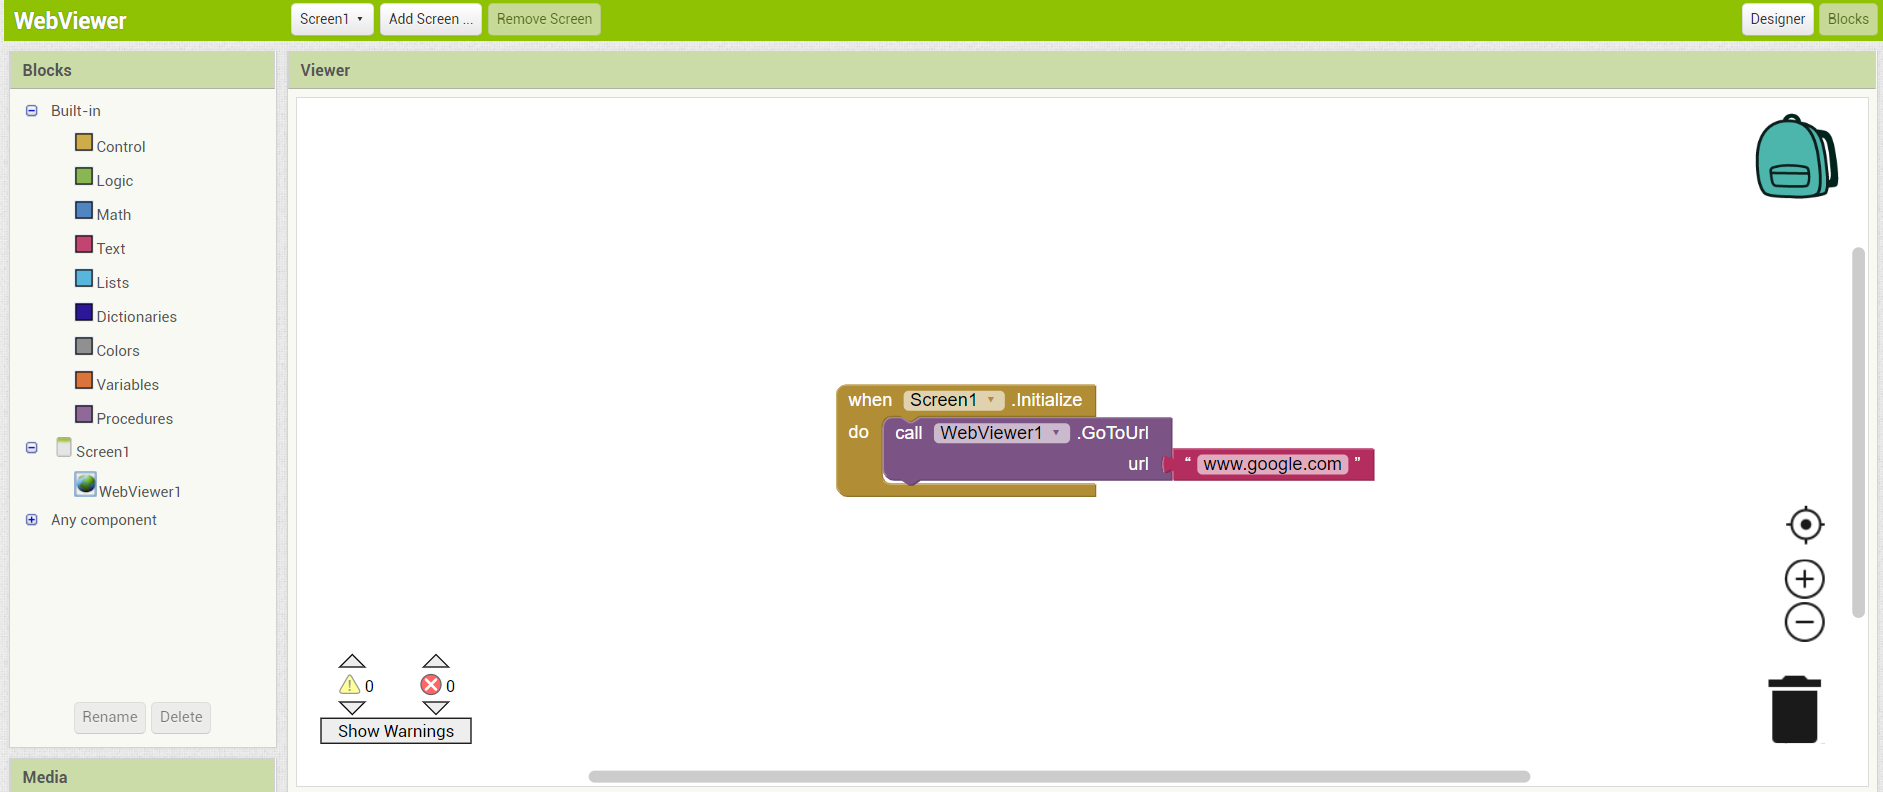 WebViewer
Screen1
Add Screen ...
Remove Screen
Designer
Blocks
Blocks
Viewer
Built-in
Control
Logic
Math
Text
Lists
Dictionaries
Colors
Variables
Procedures
Screen1
WebViewer1
Any component
Rename
Delete
Media
when Screen1 .Initialize
do call WebViewer1 .GoToUrl
url “ www.google.com ”
0 0
Show Warnings